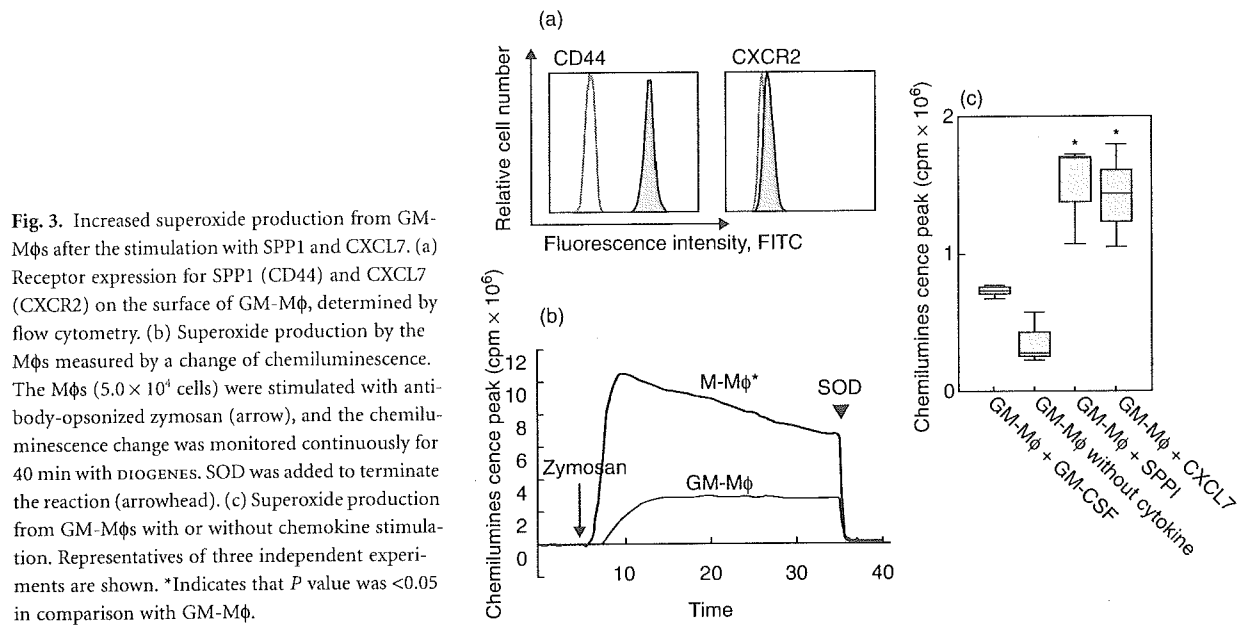 Fig. 3. Increased superoxide production from GM-
Mϕs after the stimulation with SPP1 and CXCL7. (a)
Receptor expression for SPP1 (CD44) and CXCL7
(CXCR2) on the surface of GM-Mϕ, determined by
flow cytometry. (b) Superoxide production by the
Mϕs measured by a change of chemiluminescence.
The Mϕs (5.0 × 10⁴ cells) were stimulated with anti-
body-opsonized zymosan (arrow), and the chemilu-
minescence change was monitored continuously for
40 min with DIOGENES. SOD was added to terminate
the reaction (arrowhead). (c) Superoxide production
from GM-Mϕs with or without chemokine stimula-
tion. Representatives of three independent experi-
ments are shown. *Indicates that P value was <0.05
in comparison with GM-Mϕ.
(a)
CD44
CXCR2
Relative cell number
Fluorescence intensity, FITC
(b)
Chemilumines cence peak (cpm × 10⁶)
12
10
8
6
4
2
0
Zymosan
M-Mϕ*
GM-Mϕ
SOD
10
20
30
40
Time
(c)
Chemilumines cence peak (cpm × 10⁶)
2
1
0
*
*
GM-Mϕ + GM-CSF
GM-Mϕ without cytokine
GM-Mϕ + SPPI
GM-Mϕ + CXCL7